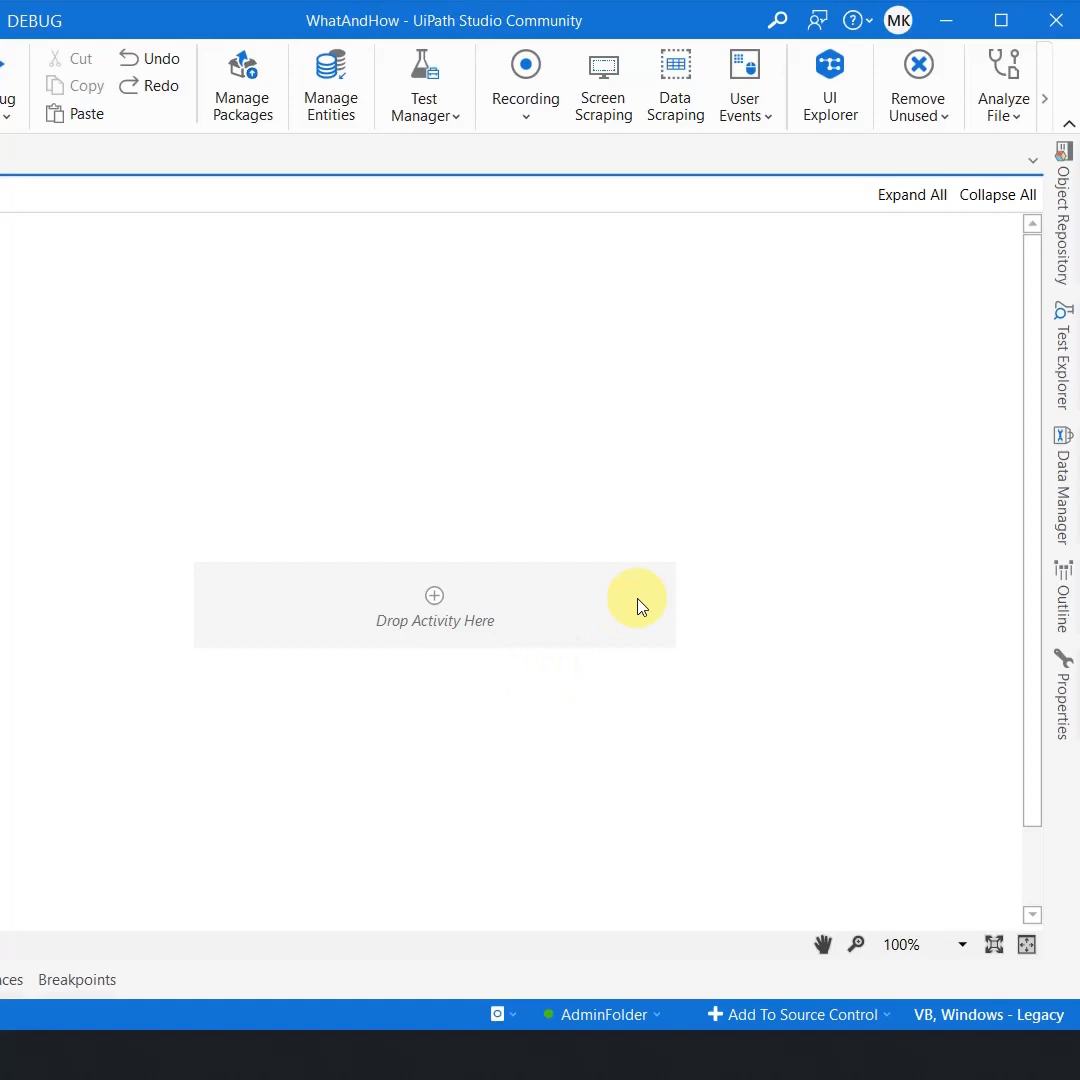 DEBUG
WhatAndHow - UiPath Studio Community
MK
Cut
Undo
Copy
Redo
Paste
Manage
Packages
Manage
Entities
Test
Manager
Recording
Screen
Scraping
Data
Scraping
User
Events
UI
Explorer
Remove
Unused
Analyze
File
Expand All
Collapse All
Object Repository
Test Explorer
Data Manager
Outline
Properties
Drop Activity Here
100%
Breakpoints
AdminFolder
Add To Source Control
VB, Windows - Legacy